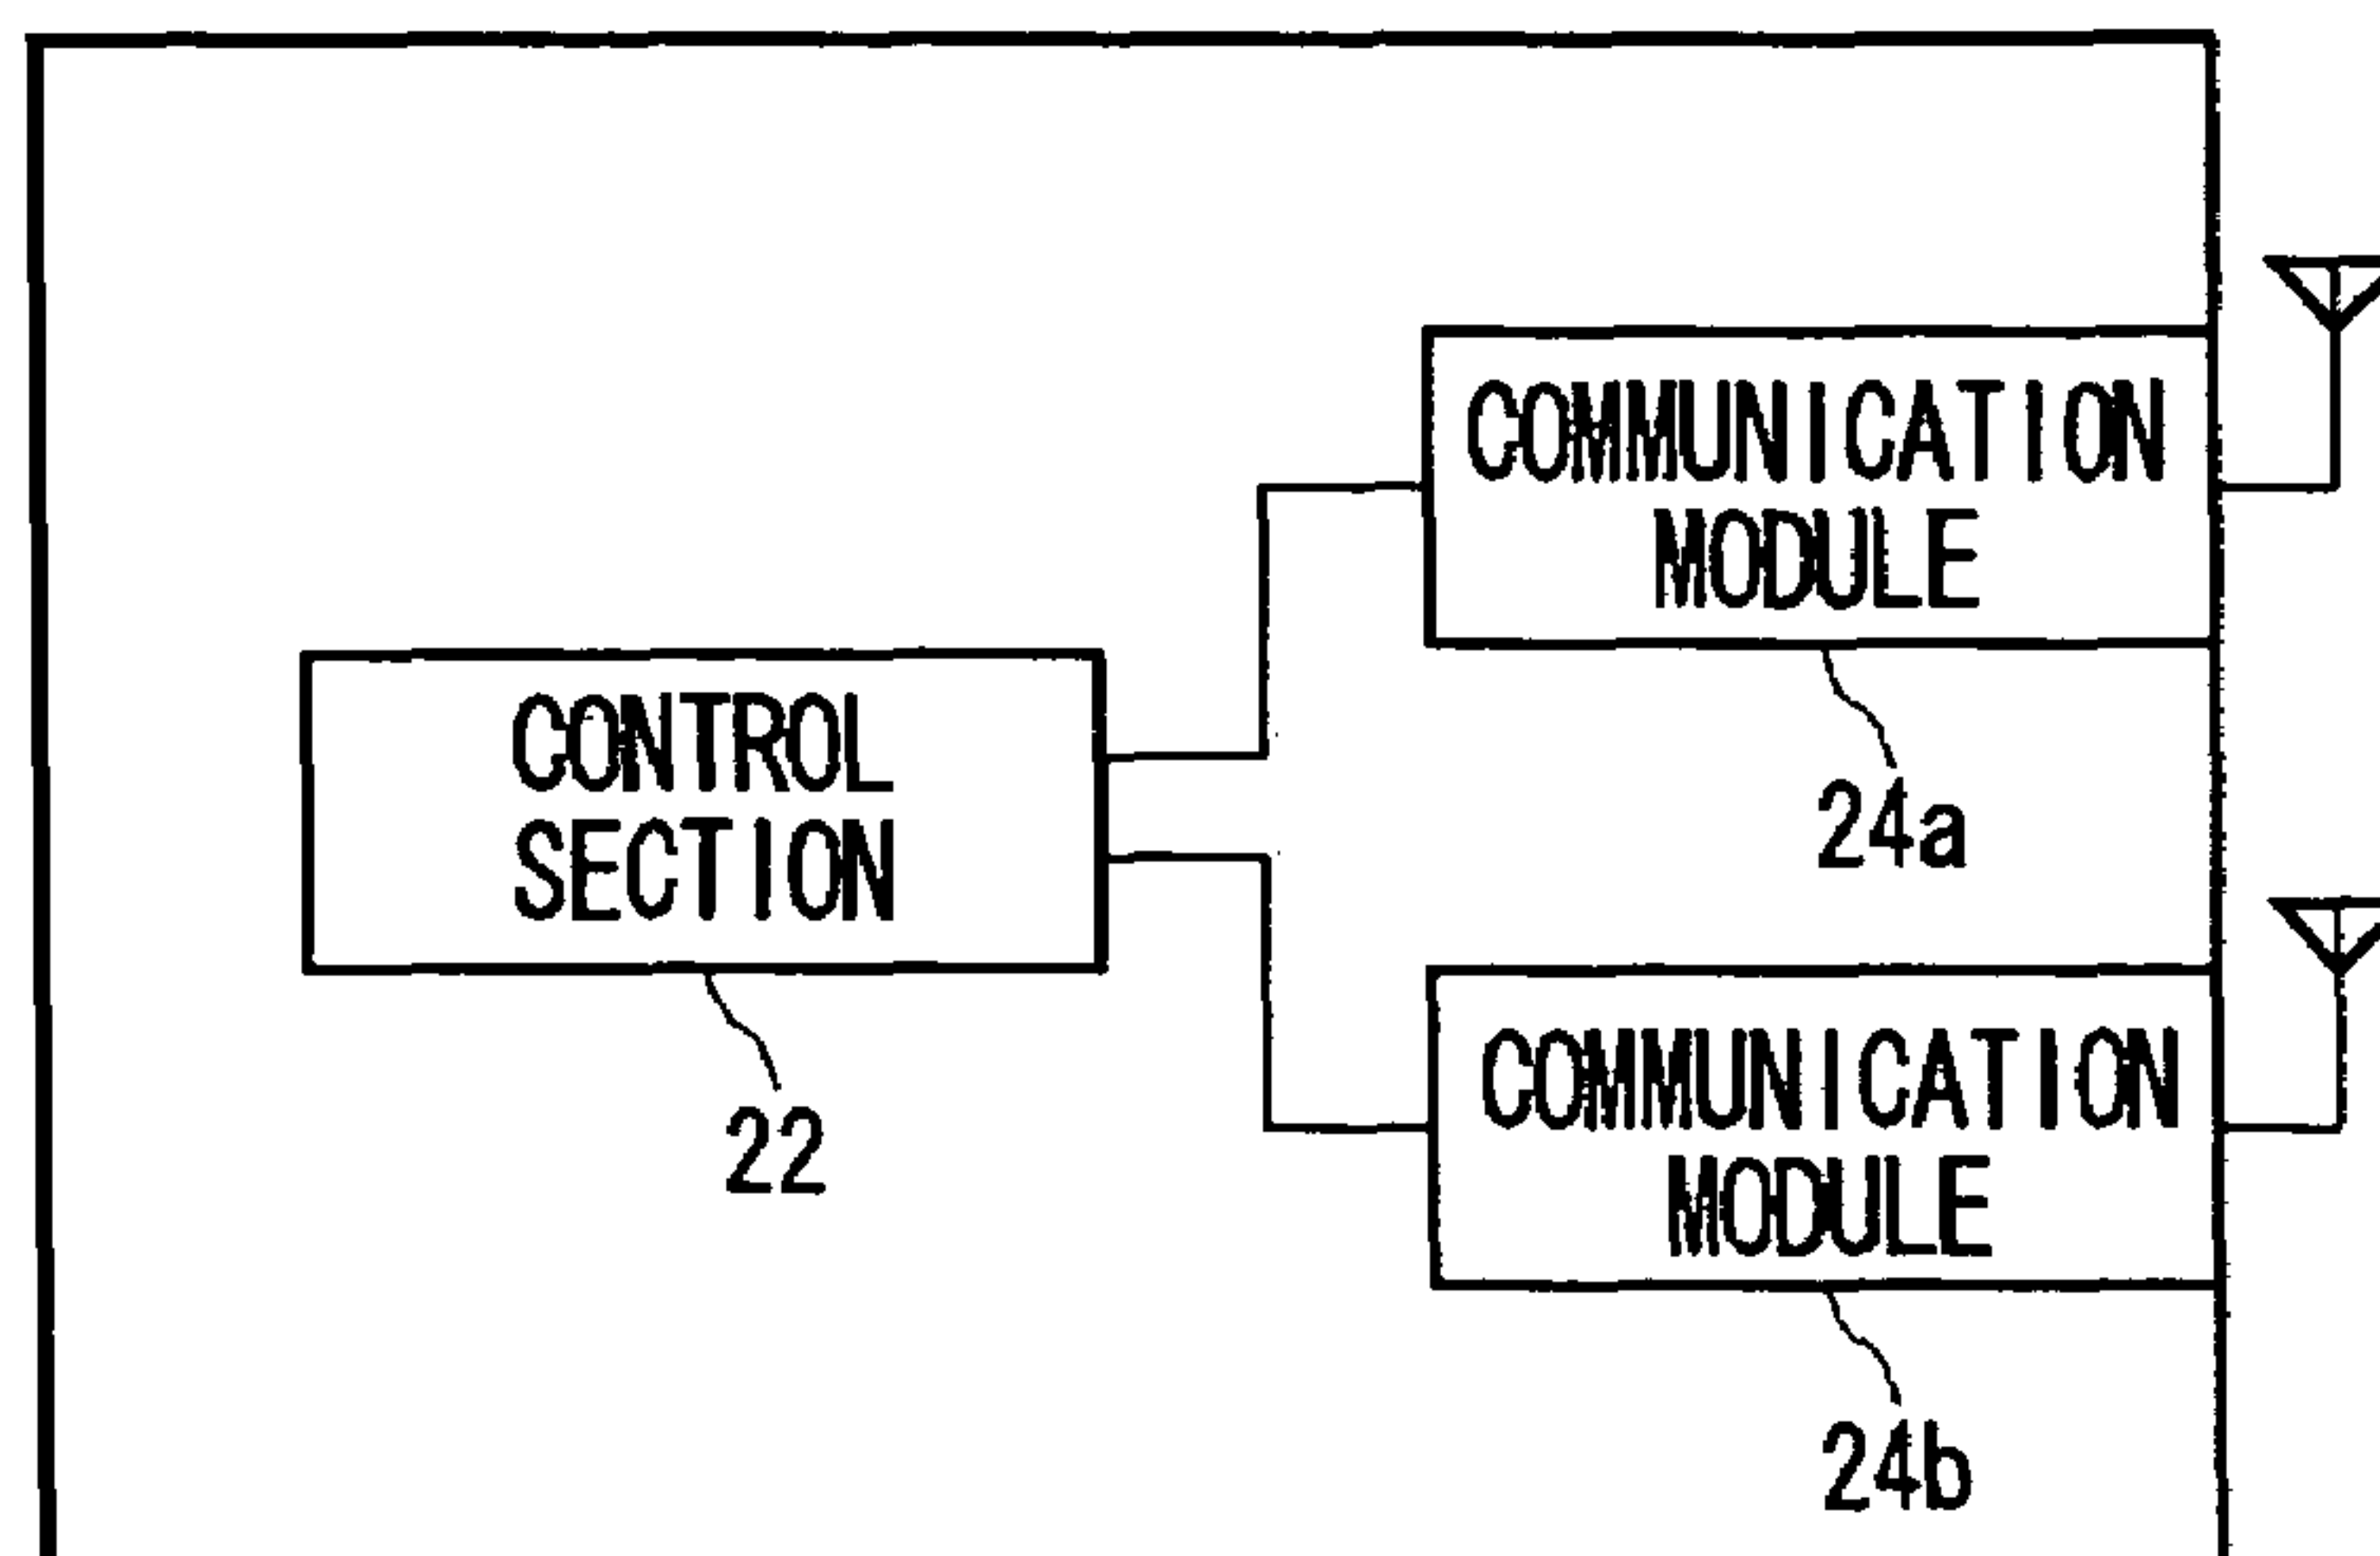 COMMUNICATION
MODULE
24a
CONTROL
SECTION
22
COMMUNICATION
MODULE
24b